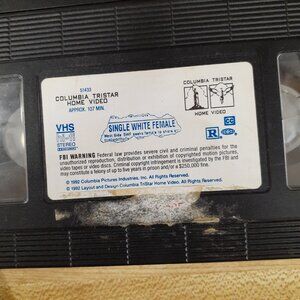 51433
COLUMBIA TRISTAR
HOME VIDEO
APPROX. 107 MIN.
COLUMBIA TRISTAR
HOME VIDEO
VHS
SINGLE WHITE FEMALE
R
CC
FBI WARNING Federal law provides severe civil and criminal penalties for the
unauthorized reproduction, distribution or exhibition of copyrighted motion pictures,
video tapes or video discs. Criminal copyright infringement is investigated by the FBI and
may constitute a felony of up to five years in prison and/or a $250,000 fine.
© 1992 Columbia Pictures Industries, Inc. All Rights Reserved.
© 1992 Layout and Design Columbia TriStar Home Video. All Rights Reserved.